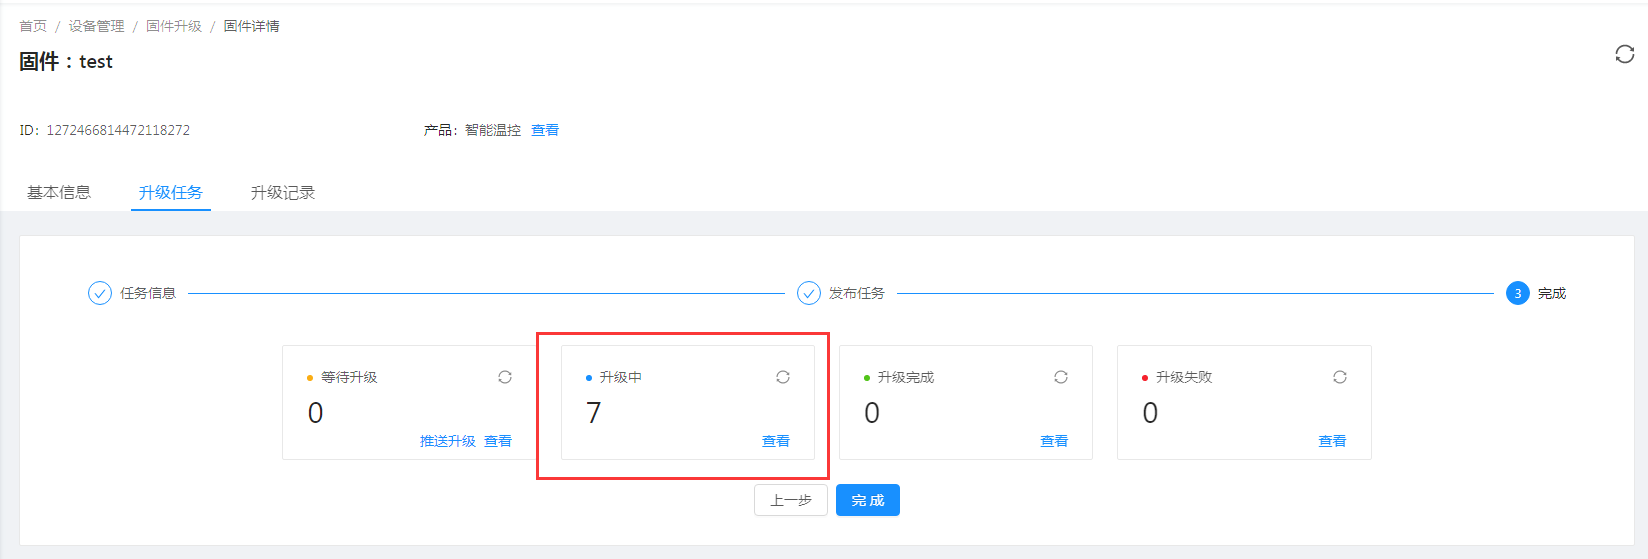 首页 / 设备管理 / 固件升级 / 固件详情
固件：test
ID：1272466814472118272 产品：智能温控 查看
基本信息 升级任务 升级记录
任务信息 发布任务 3 完成
等待升级 升级中 升级完成 升级失败
0 7 0 0
推送升级 查看 查看 查看 查看
上一步 完成